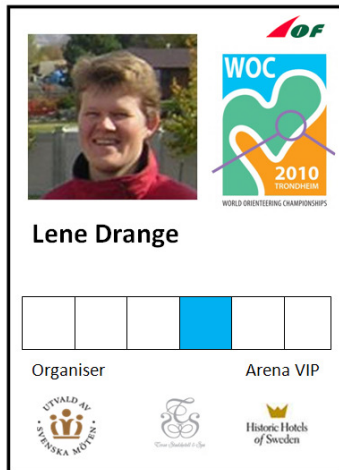 IOF
WOC
2010
TRONDHEIM
WORLD ORIENTEERING CHAMPIONSHIPS
Lene Drange
Organiser
Arena VIP
UTVALD AV
SVENSKA MÖTEN
Historic Hotels
of Sweden